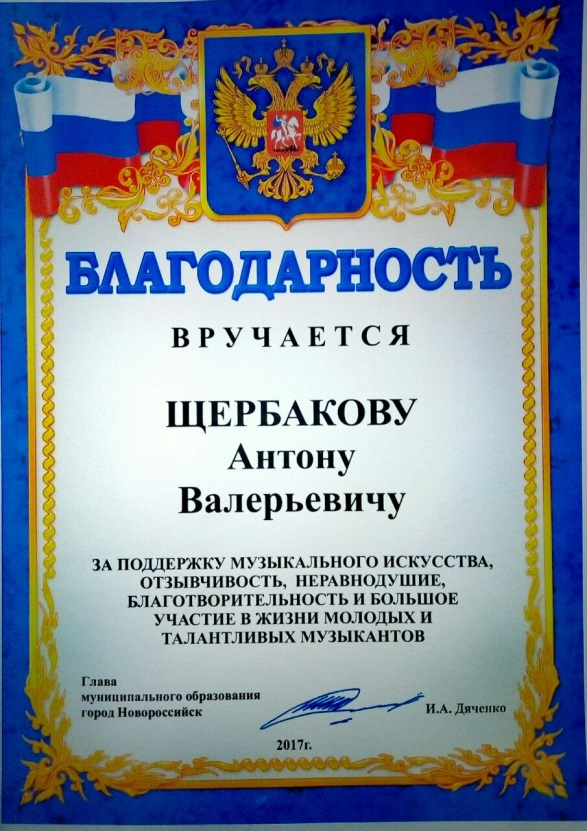 БЛАГОДАРНОСТЬ
ВРУЧАЕТСЯ
ЩЕРБАКОВУ
Антону
Валерьевичу
ЗА ПОДДЕРЖКУ МУЗЫКАЛЬНОГО ИСКУССТВА,
ОТЗЫВЧИВОСТЬ, НЕРАВНОДУШИЕ,
БЛАГОТВОРИТЕЛЬНОСТЬ И БОЛЬШОЕ
УЧАСТИЕ В ЖИЗНИ МОЛОДЫХ И
ТАЛАНТЛИВЫХ МУЗЫКАНТОВ
Глава
муниципального образования
город Новороссийск
И.А. Дяченко
2017г.